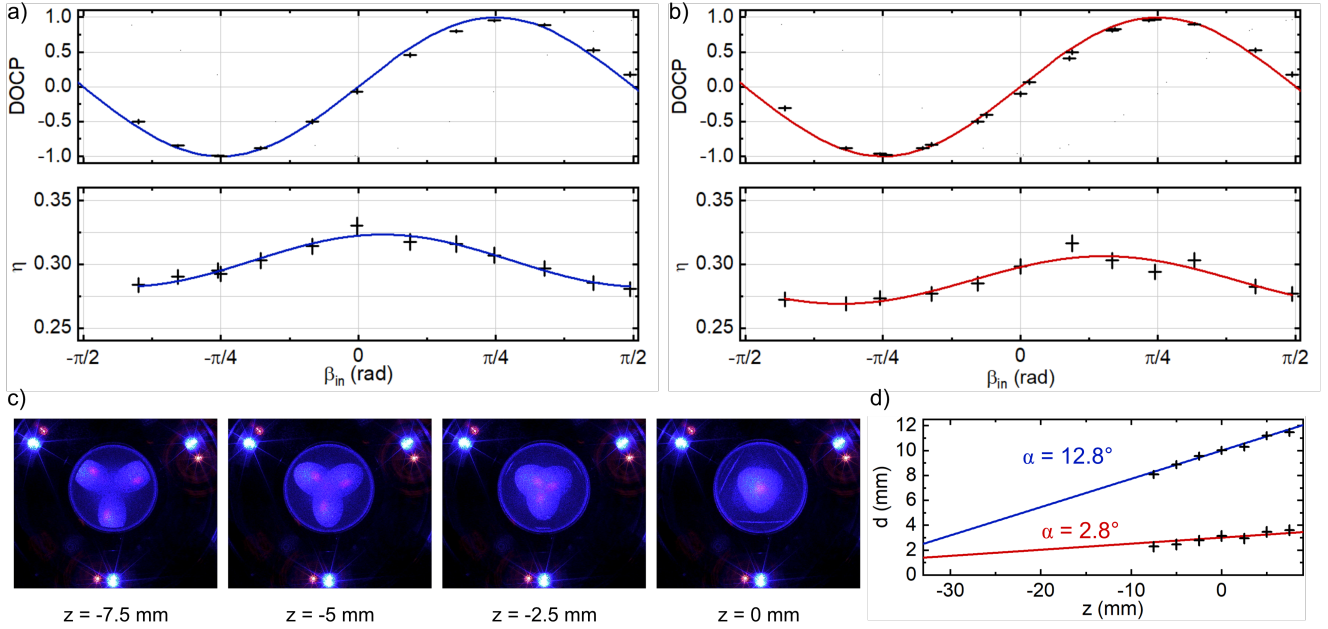 a)
DOCP
1.0
0.5
0.0
-0.5
-1.0
η
0.35
0.30
0.25
-π/2
-π/4
0
π/4
π/2
β_in (rad)
b)
DOCP
1.0
0.5
0.0
-0.5
-1.0
η
0.35
0.30
0.25
-π/2
-π/4
0
π/4
π/2
β_in (rad)
c)
z = -7.5 mm
z = -5 mm
z = -2.5 mm
z = 0 mm
d)
d (mm)
12
10
8
6
4
2
0
α = 12.8°
α = 2.8°
-30
-20
-10
0
z (mm)